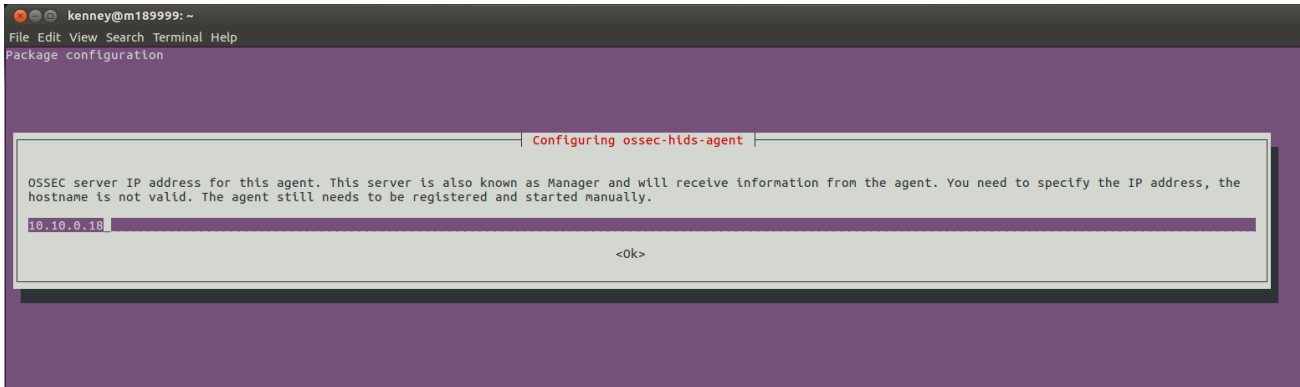 kenney@m189999: ~
File Edit View Search Terminal Help
Package configuration
Configuring ossec-hids-agent
OSSEC server IP address for this agent. This server is also known as Manager and will receive information from the agent. You need to specify the IP address, the
hostname is not valid. The agent still needs to be registered and started manually.
10.10.0.18
<Ok>